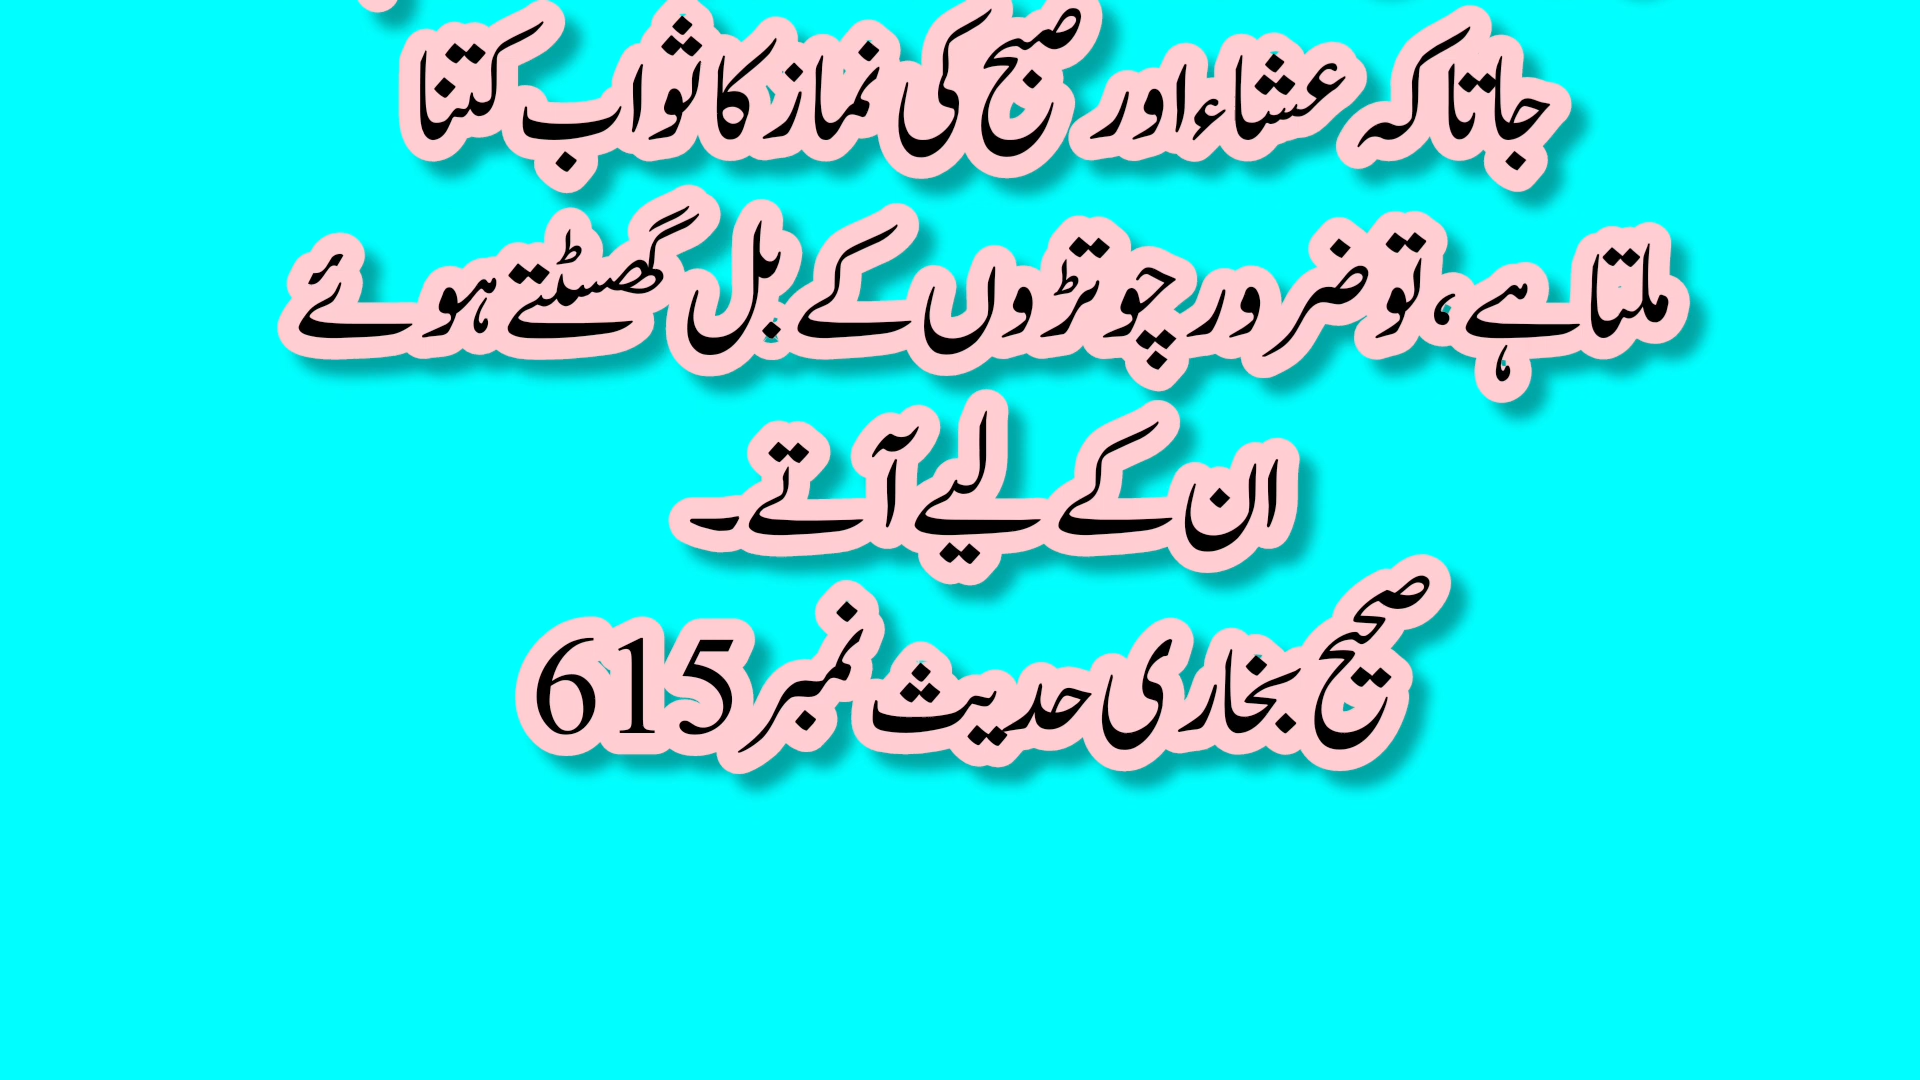 جاتا کہ عشاء اور صبح کی نماز کا ثواب کتنا
ملتا ہے، تو ضرور چوتڑوں کے بل گھسٹتے ہوئے
ان کے لیے آتے۔
صحیح بخاری حدیث نمبر 615